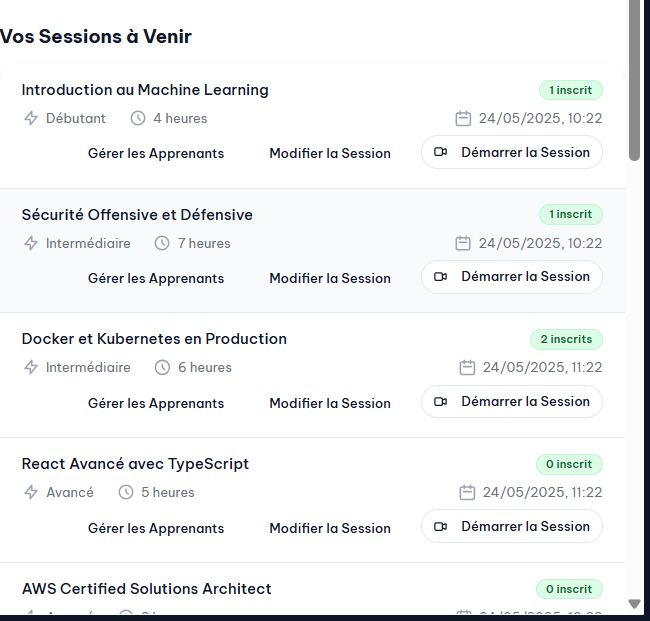 Vos Sessions à Venir
Introduction au Machine Learning 1 inscrit
Débutant 4 heures 24/05/2025, 10:22
Gérer les Apprenants Modifier la Session Démarrer la Session
Sécurité Offensive et Défensive 1 inscrit
Intermédiaire 7 heures 24/05/2025, 10:22
Gérer les Apprenants Modifier la Session Démarrer la Session
Docker et Kubernetes en Production 2 inscrits
Intermédiaire 6 heures 24/05/2025, 11:22
Gérer les Apprenants Modifier la Session Démarrer la Session
React Avancé avec TypeScript 0 inscrit
Avancé 5 heures 24/05/2025, 11:22
Gérer les Apprenants Modifier la Session Démarrer la Session
AWS Certified Solutions Architect 0 inscrit